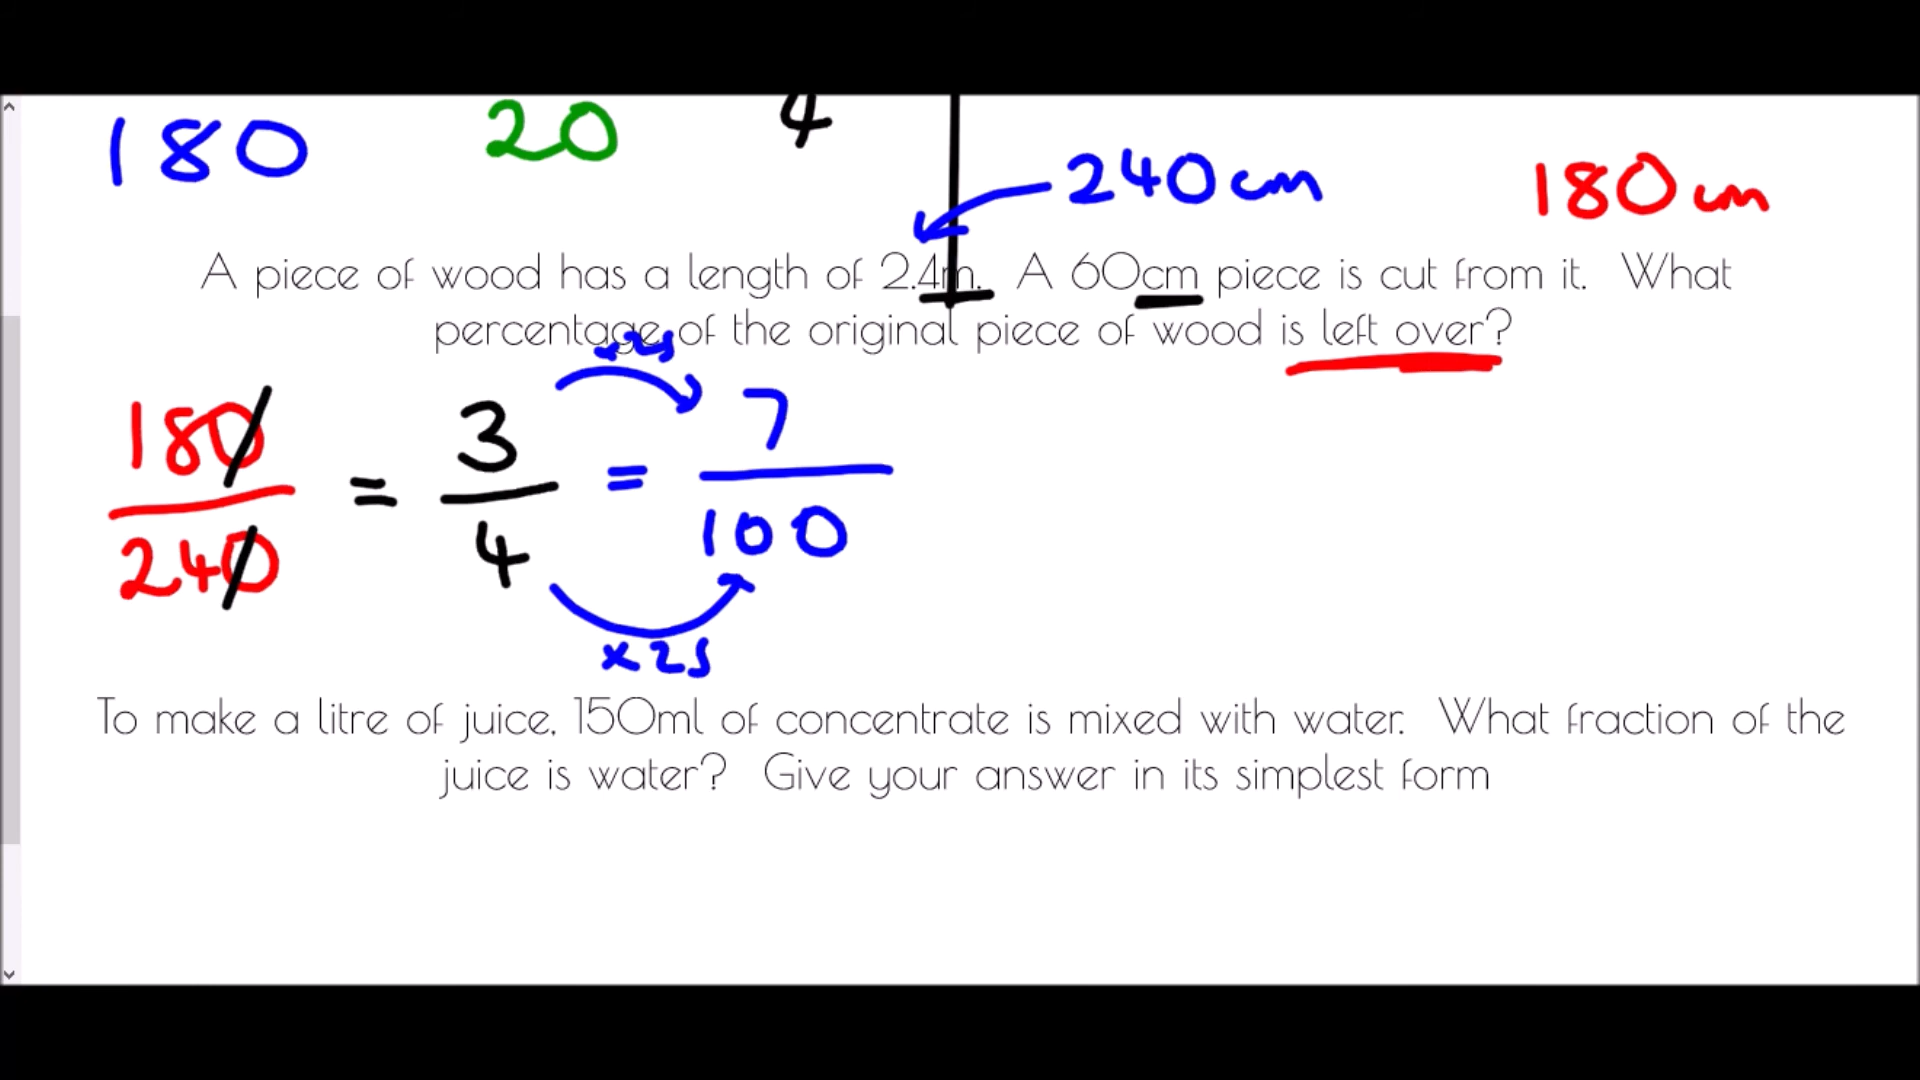 180 20 4
240cm 180cm
A piece of wood has a length of 2.4m. A 60cm piece is cut from it. What
percentage of the original piece of wood is left over?
x25
180 = 3 = 7
240 4 100
x25
To make a litre of juice, 150ml of concentrate is mixed with water. What fraction of the
juice is water? Give your answer in its simplest form